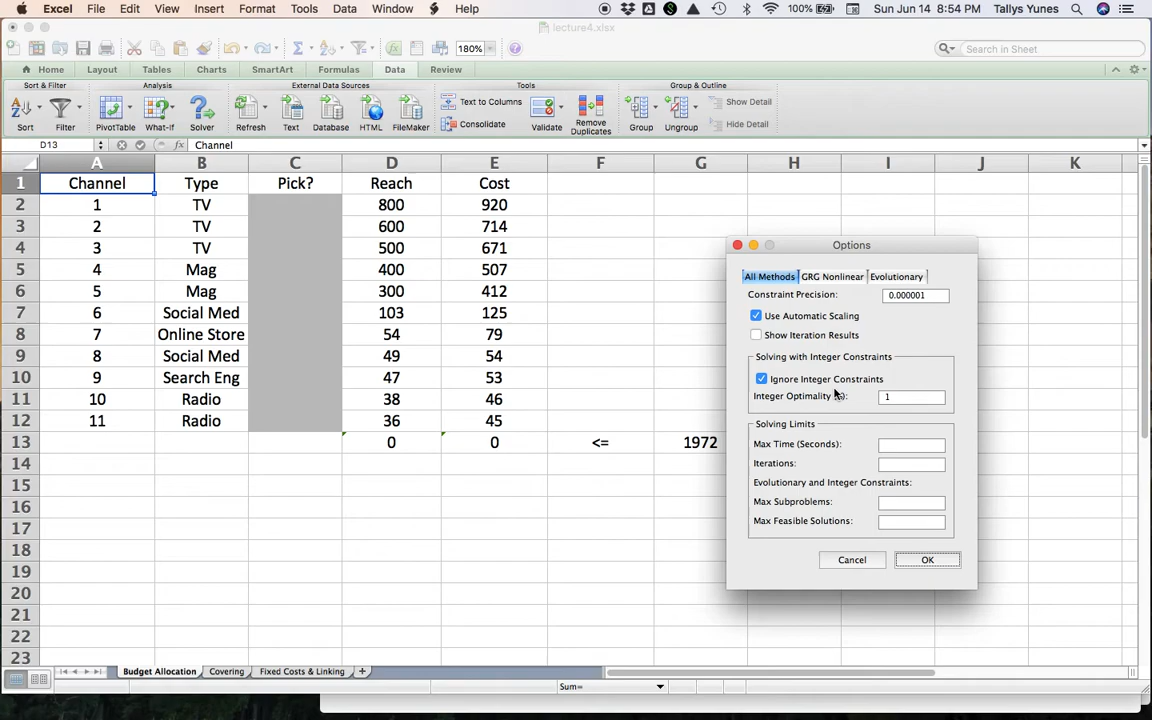 Excel File Edit View Insert Format Tools Data Window Help 100% Sun Jun 14 8:54 PM Tallys Yunes
lecture4.xlsx
180% Search in Sheet
Home Layout Tables Charts SmartArt Formulas Data Review
Sort & Filter Analysis External Data Sources Tools Group & Outline
Text to Columns Show Detail
Consolidate Hide Detail
Sort Filter PivotTable What-If Solver Refresh Text Database HTML FileMaker Validate Remove Duplicates Group Ungroup
D13 fx Channel
A B C D E F G H I J K
1 Channel Type Pick? Reach Cost
2 1 TV 800 920
3 2 TV 600 714
4 3 TV 500 671
5 4 Mag 400 507
6 5 Mag 300 412
7 6 Social Med 103 125
8 7 Online Store 54 79
9 8 Social Med 49 54
10 9 Search Eng 47 53
11 10 Radio 38 46
12 11 Radio 36 45
13 0 0 <= 1972
14
15
16
17
18
19
20
21
22
23
Options
All Methods GRG Nonlinear Evolutionary
Constraint Precision: 0.000001
Use Automatic Scaling
Show Iteration Results
Solving with Integer Constraints
Ignore Integer Constraints
Integer Optimality 1
Solving Limits
Max Time (Seconds):
Iterations:
Evolutionary and Integer Constraints:
Max Subproblems:
Max Feasible Solutions:
Cancel OK
Budget Allocation Covering Fixed Costs & Linking +
Sum=